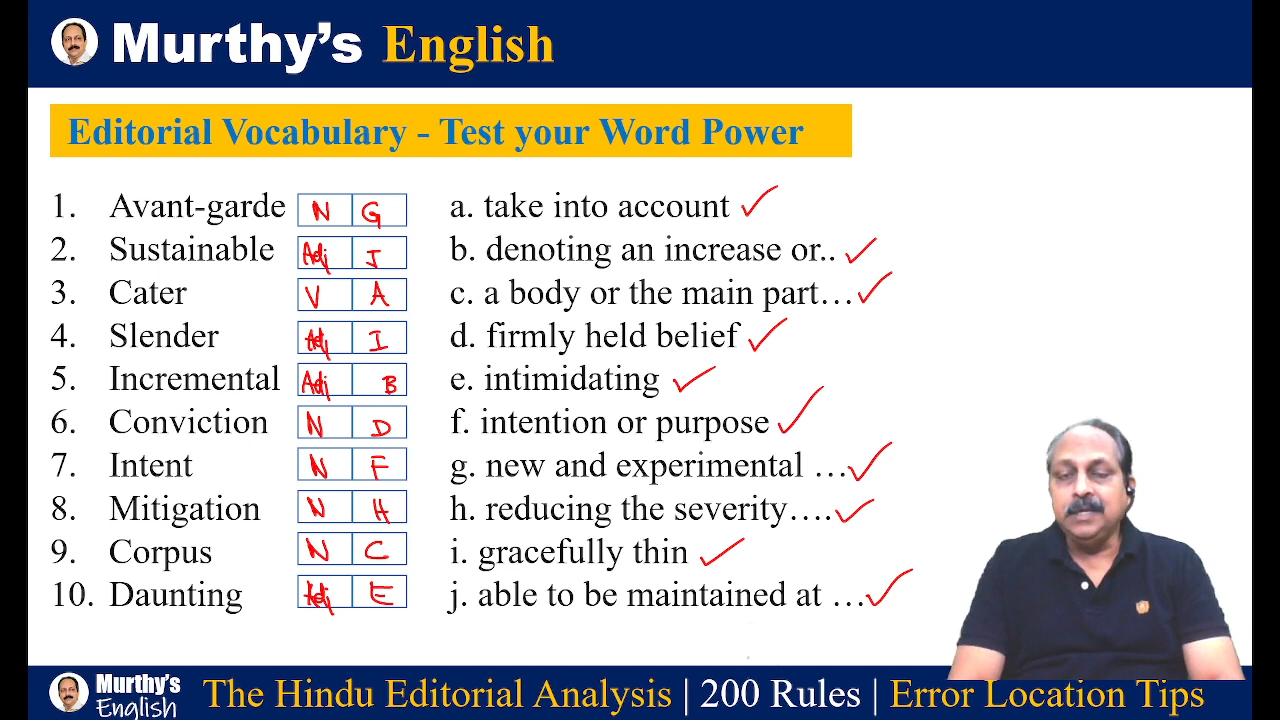 Murthy's English
Editorial Vocabulary - Test your Word Power
1. Avant-garde N G a. take into account
2. Sustainable Adj J b. denoting an increase or..
3. Cater V A c. a body or the main part…
4. Slender Adj I d. firmly held belief
5. Incremental Adj B e. intimidating
6. Conviction N D f. intention or purpose
7. Intent N F g. new and experimental …
8. Mitigation N H h. reducing the severity….
9. Corpus N C i. gracefully thin
10. Daunting Adj E j. able to be maintained at …
Murthy's
English
The Hindu Editorial Analysis | 200 Rules | Error Location Tips